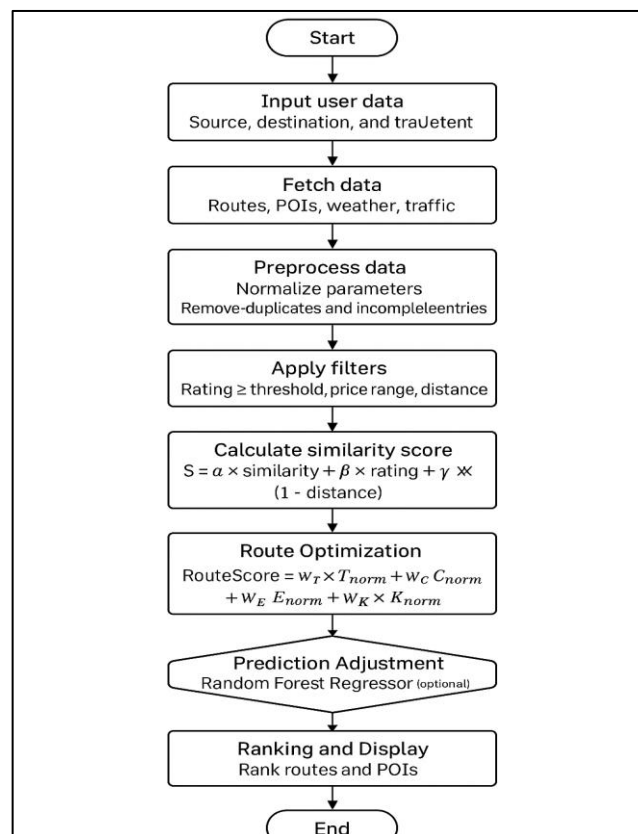 Start
Input user data
Source, destination, and traUetent
Fetch data
Routes, POIs, weather, traffic
Preprocess data
Normalize parameters
Remove-duplicates and incompleleentries
Apply filters
Rating ≥ threshold, price range, distance
Calculate similarity score
S = α × similarity + β × rating + γ ×
(1 - distance)
Route Optimization
RouteScore = w_T × T_norm + w_C C_norm
+ w_E E_norm + w_K × K_norm
Prediction Adjustment
Random Forest Regressor (optional)
Ranking and Display
Rank routes and POIs
End